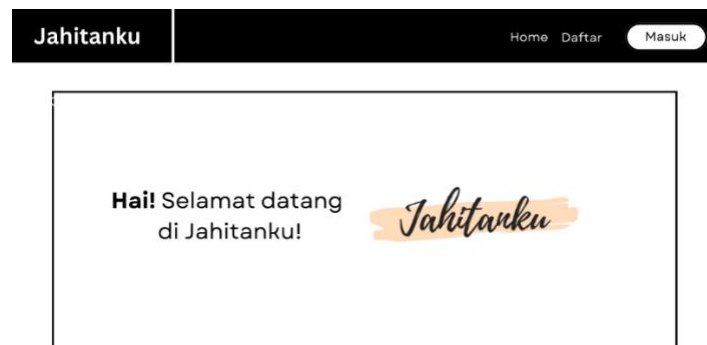 Jahitanku
Home Daftar Masuk
Hai! Selamat datang
di Jahitanku!
Jahitanku